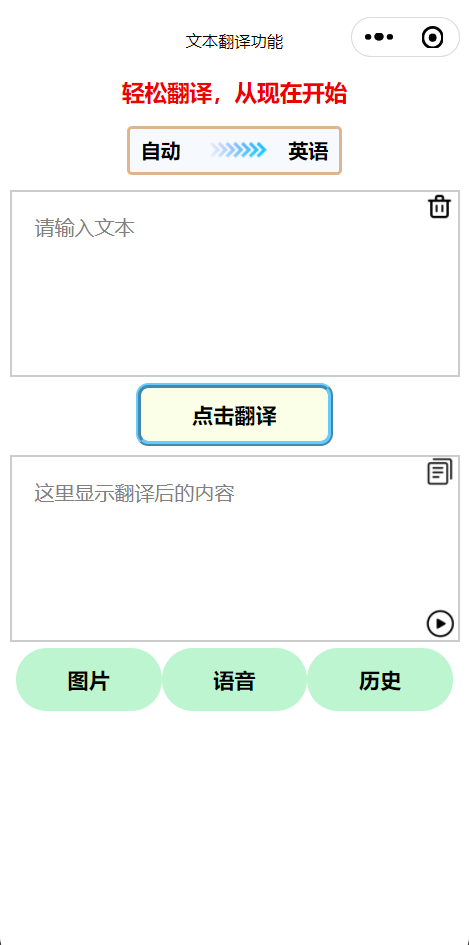 文本翻译功能
轻松翻译，从现在开始
自动 英语
请输入文本
点击翻译
这里显示翻译后的内容
图片 语音 历史